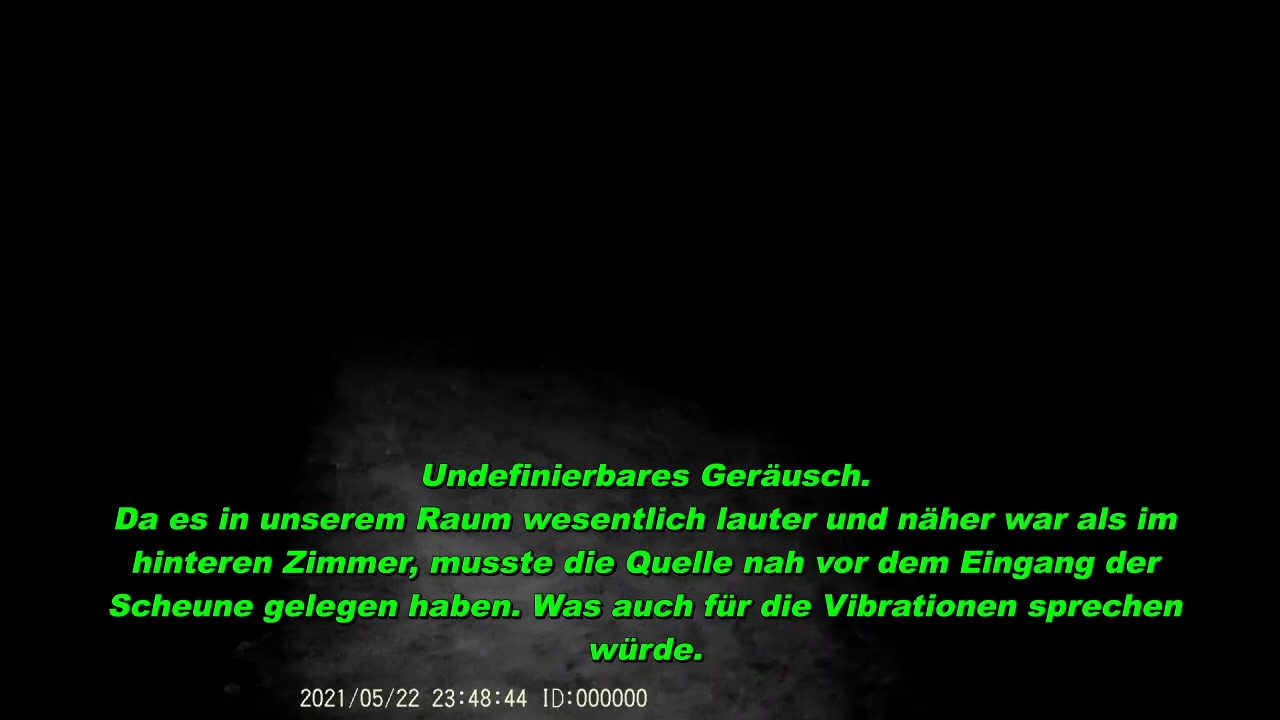 Undefinierbares Geräusch.
Da es in unserem Raum wesentlich lauter und näher war als im
hinteren Zimmer, musste die Quelle nah vor dem Eingang der
Scheune gelegen haben. Was auch für die Vibrationen sprechen
würde.
2021/05/22 23:48:44 ID:000000